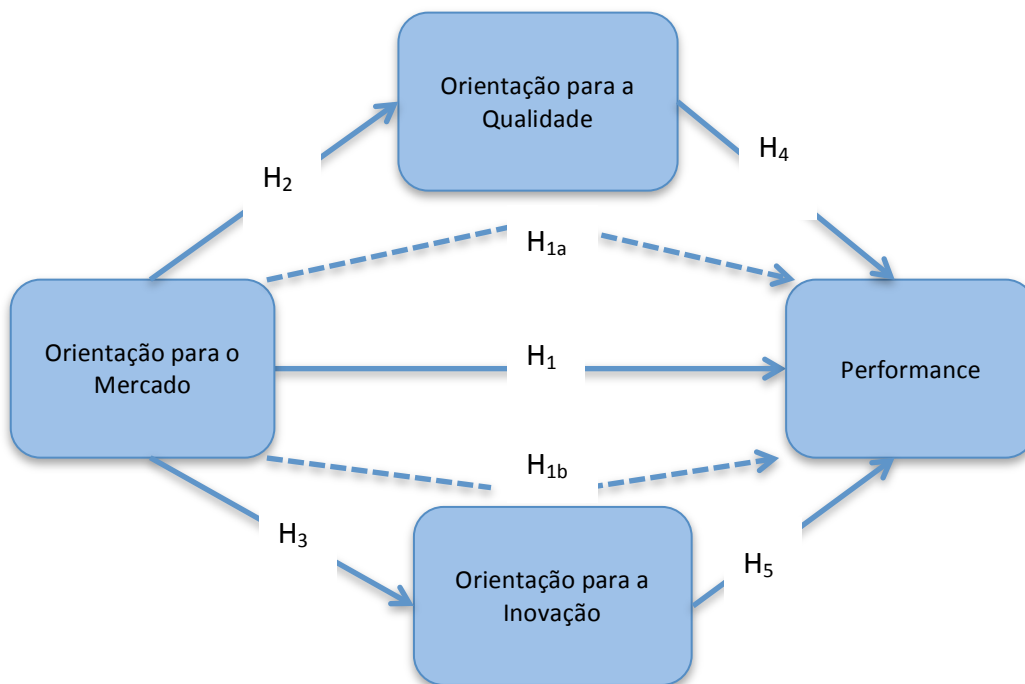 Orientação para a
Qualidade
H₂
H₄
H₁ₐ
Orientação para o
Mercado
H₁
Performance
H₁b
H₃
Orientação para a
Inovação
H₅